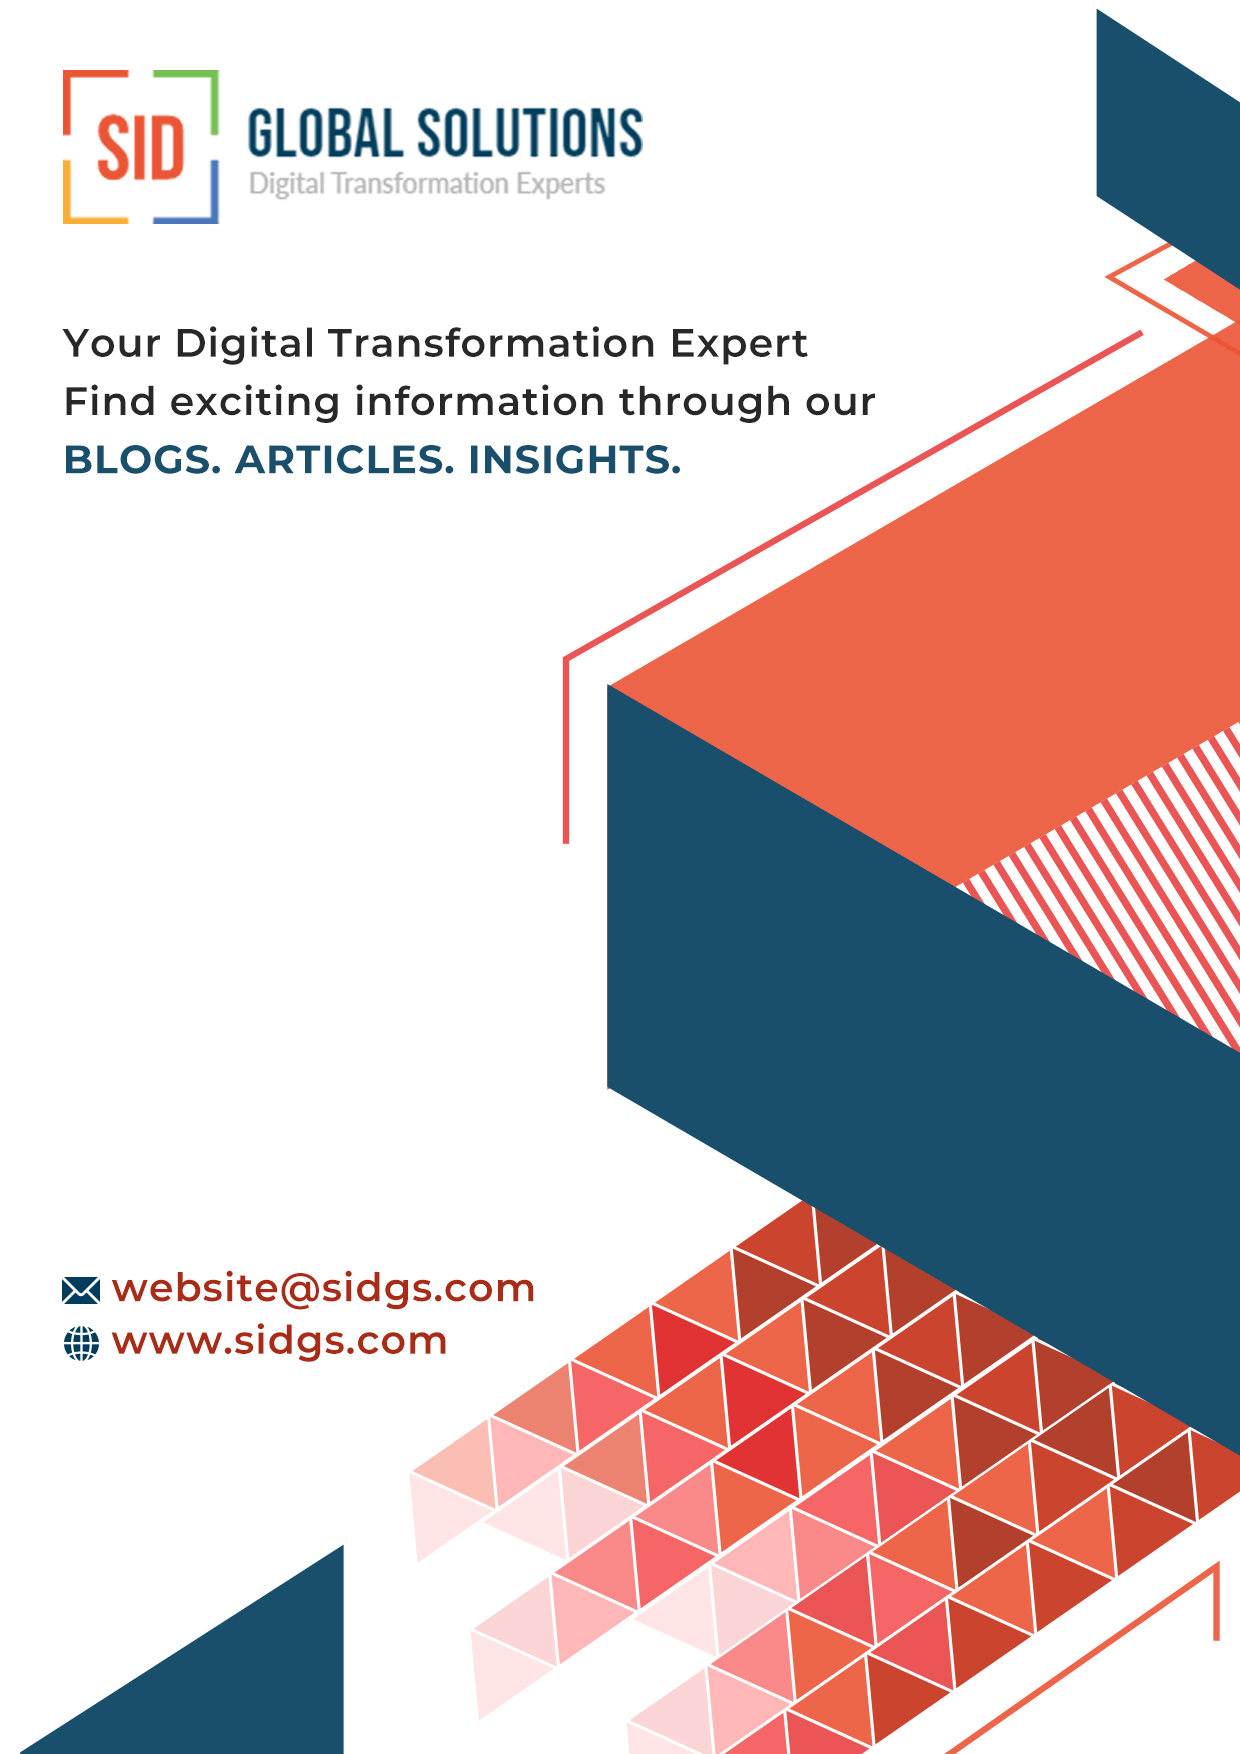 SID
GLOBAL SOLUTIONS
Digital Transformation Experts
Your Digital Transformation Expert
Find exciting information through our
BLOGS. ARTICLES. INSIGHTS.
website@sidgs.com
www.sidgs.com